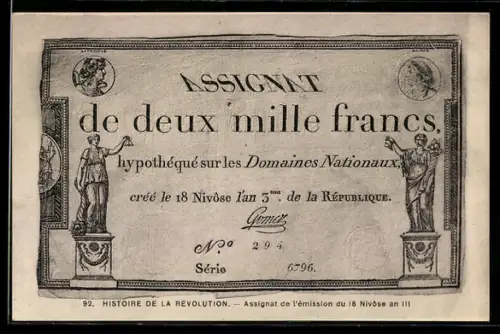 ASSIGNAT
de deux mille francs,
hypothéqué sur les Domaines Nationaux,
créé le 18 Nivôse l'an 3me. de la RÉPUBLIQUE.
Gomez
N.o 294
Série 6796.
92. HISTOIRE DE LA RÉVOLUTION. — Assignat de l'émission du 18 Nivôse an III